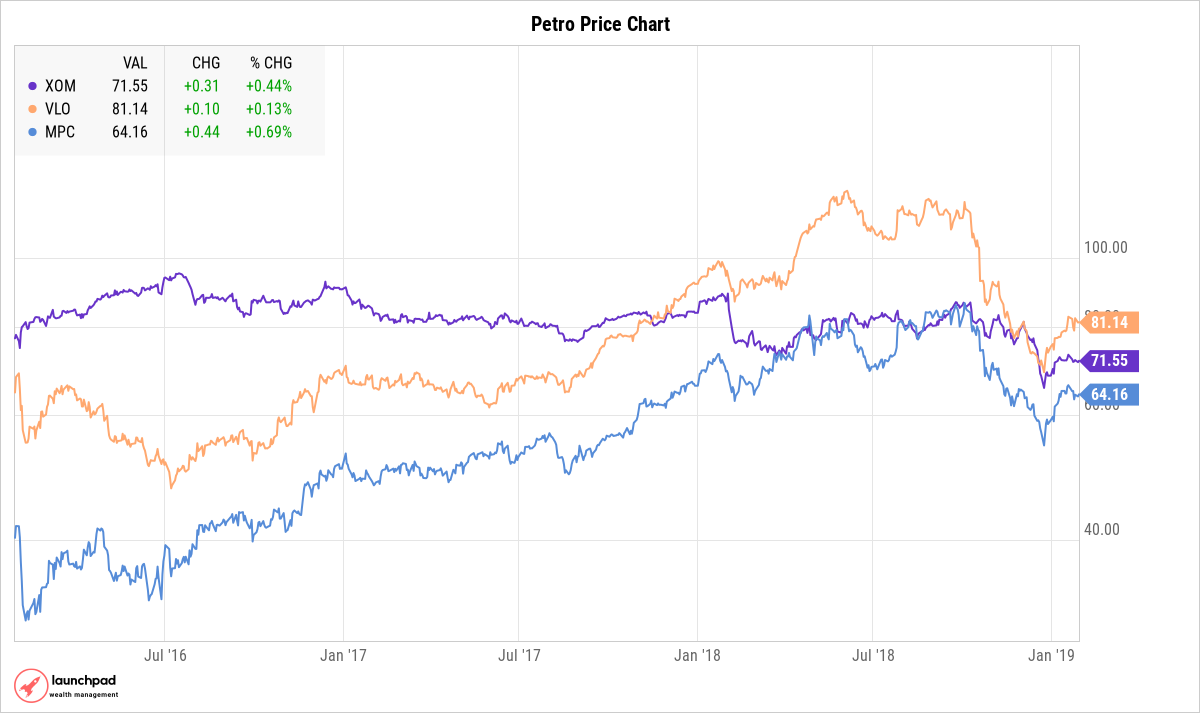 Petro Price Chart
VAL CHG % CHG
XOM 71.55 +0.31 +0.44%
VLO 81.14 +0.10 +0.13%
MPC 64.16 +0.44 +0.69%
100.00
81.14
71.55
64.16
40.00
Jul '16 Jan '17 Jul '17 Jan '18 Jul '18 Jan '19
launchpad
wealth management